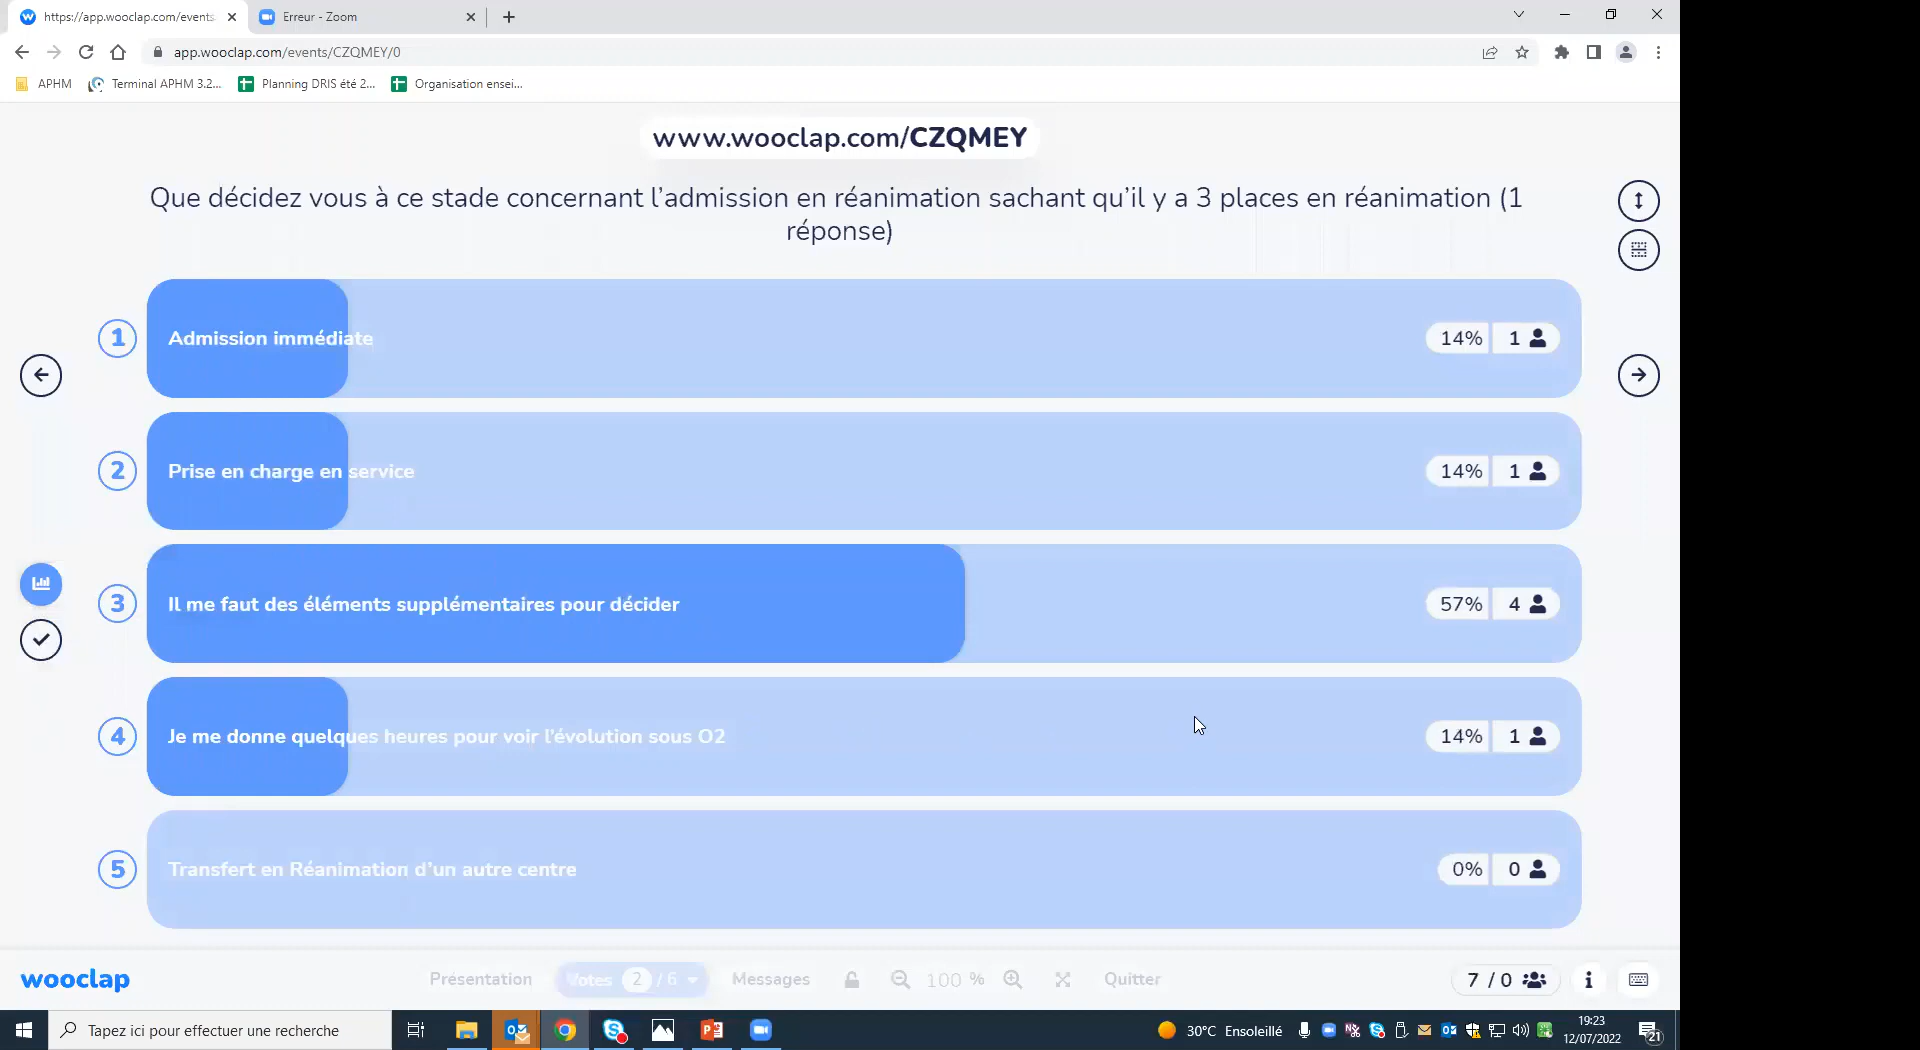 https://app.wooclap.com/events
Erreur - Zoom
app.wooclap.com/events/CZQMEY/0
APHM
Terminal APHM 3.2...
Planning DRIS été 2...
Organisation ensei...
www.wooclap.com/CZQMEY
Que décidez vous à ce stade concernant l'admission en réanimation sachant qu'il y a 3 places en réanimation (1
réponse)
1 Admission immédiate 14% 1
2 Prise en charge en service 14% 1
3 Il me faut des éléments supplémentaires pour décider 57% 4
4 Je me donne quelques heures pour voir l'évolution sous O2 14% 1
5 Transfert en Réanimation d'un autre centre 0% 0
wooclap Présentation Votes 2 / 6 Messages 100 % Quitter 7 / 0
Tapez ici pour effectuer une recherche
30°C Ensoleillé
19:23
12/07/2022
21